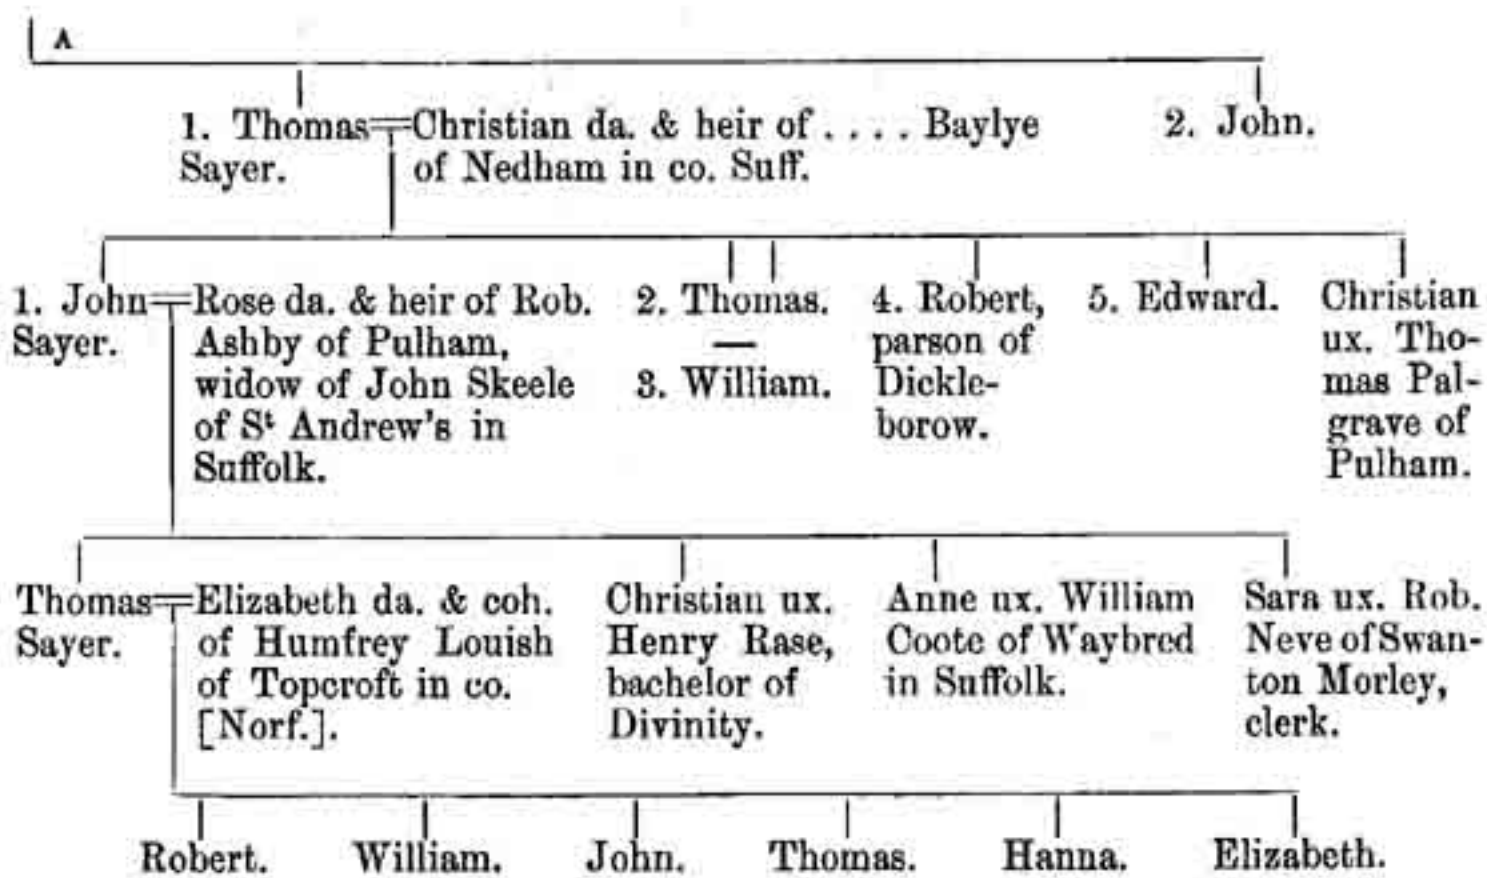 A
1. Thomas Christian da. & heir of . . . . Baylye 2. John.
Sayer. of Nedham in co. Suff.
1. John Rose da. & heir of Rob. 2. Thomas. 4. Robert, 5. Edward. Christian
Sayer. Ashby of Pulham, — parson of ux. Tho-
widow of John Skeele 3. William. Dickle- mas Pal-
of St Andrew's in borow. grave of
Suffolk. Pulham.
Thomas Elizabeth da. & coh. Christian ux. Anne ux. William Sara ux. Rob.
Sayer. of Humfrey Louish Henry Rase, Coote of Waybred Neve of Swan-
of Topcroft in co. bachelor of in Suffolk. ton Morley,
[Norf.]. Divinity. clerk.
Robert. William. John. Thomas. Hanna. Elizabeth.